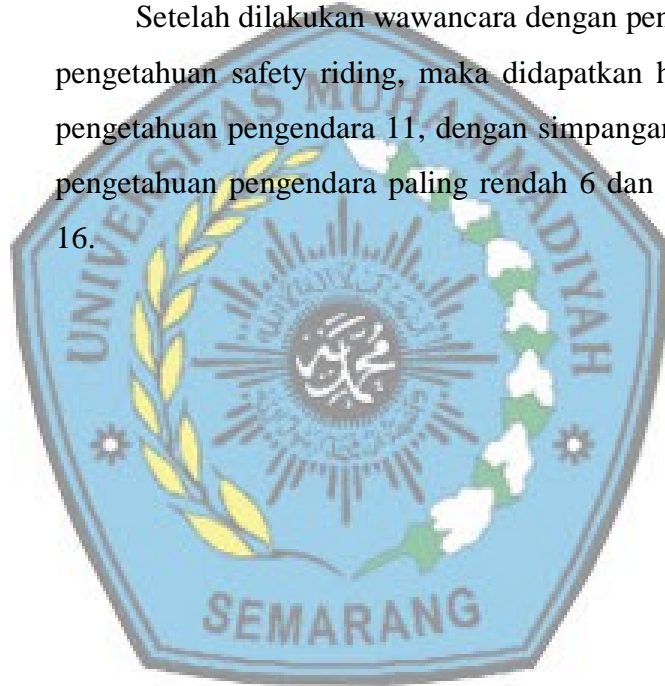 Setelah dilakukan wawancara dengan pen
pengetahuan safety riding, maka didapatkan h
pengetahuan pengendara 11, dengan simpangan
pengetahuan pengendara paling rendah 6 dan
16.
UNIVERSITAS MUHAMMADIYAH
SEMARANG